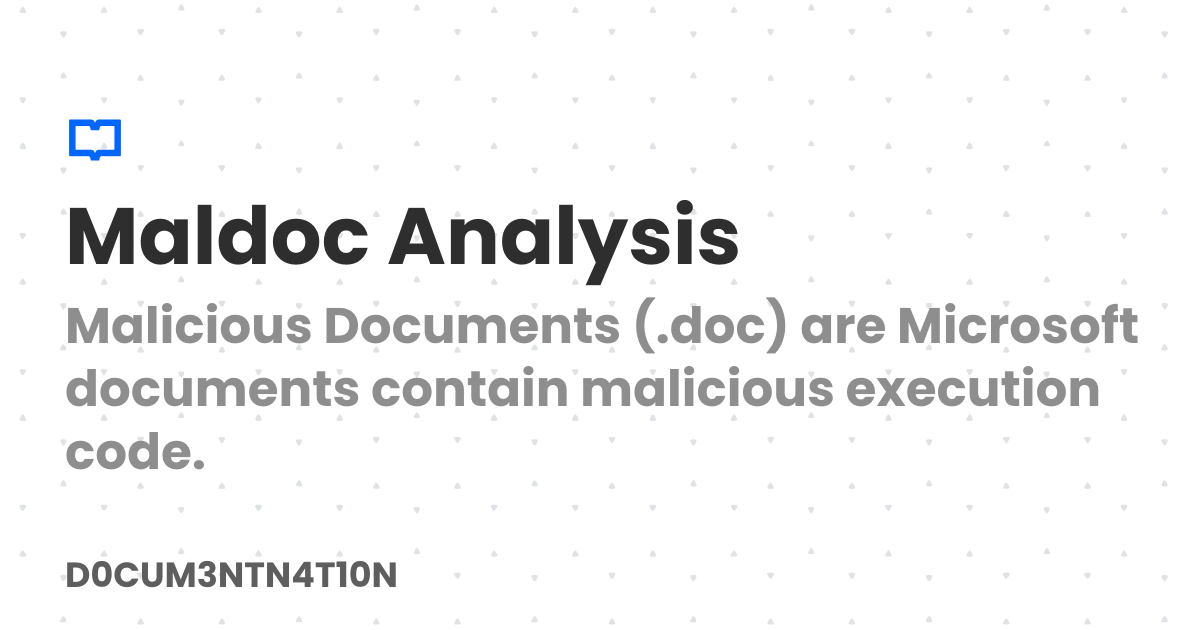 Maldoc Analysis
Malicious Documents (.doc) are Microsoft
documents contain malicious execution
code.
D0CUM3NTN4T10N